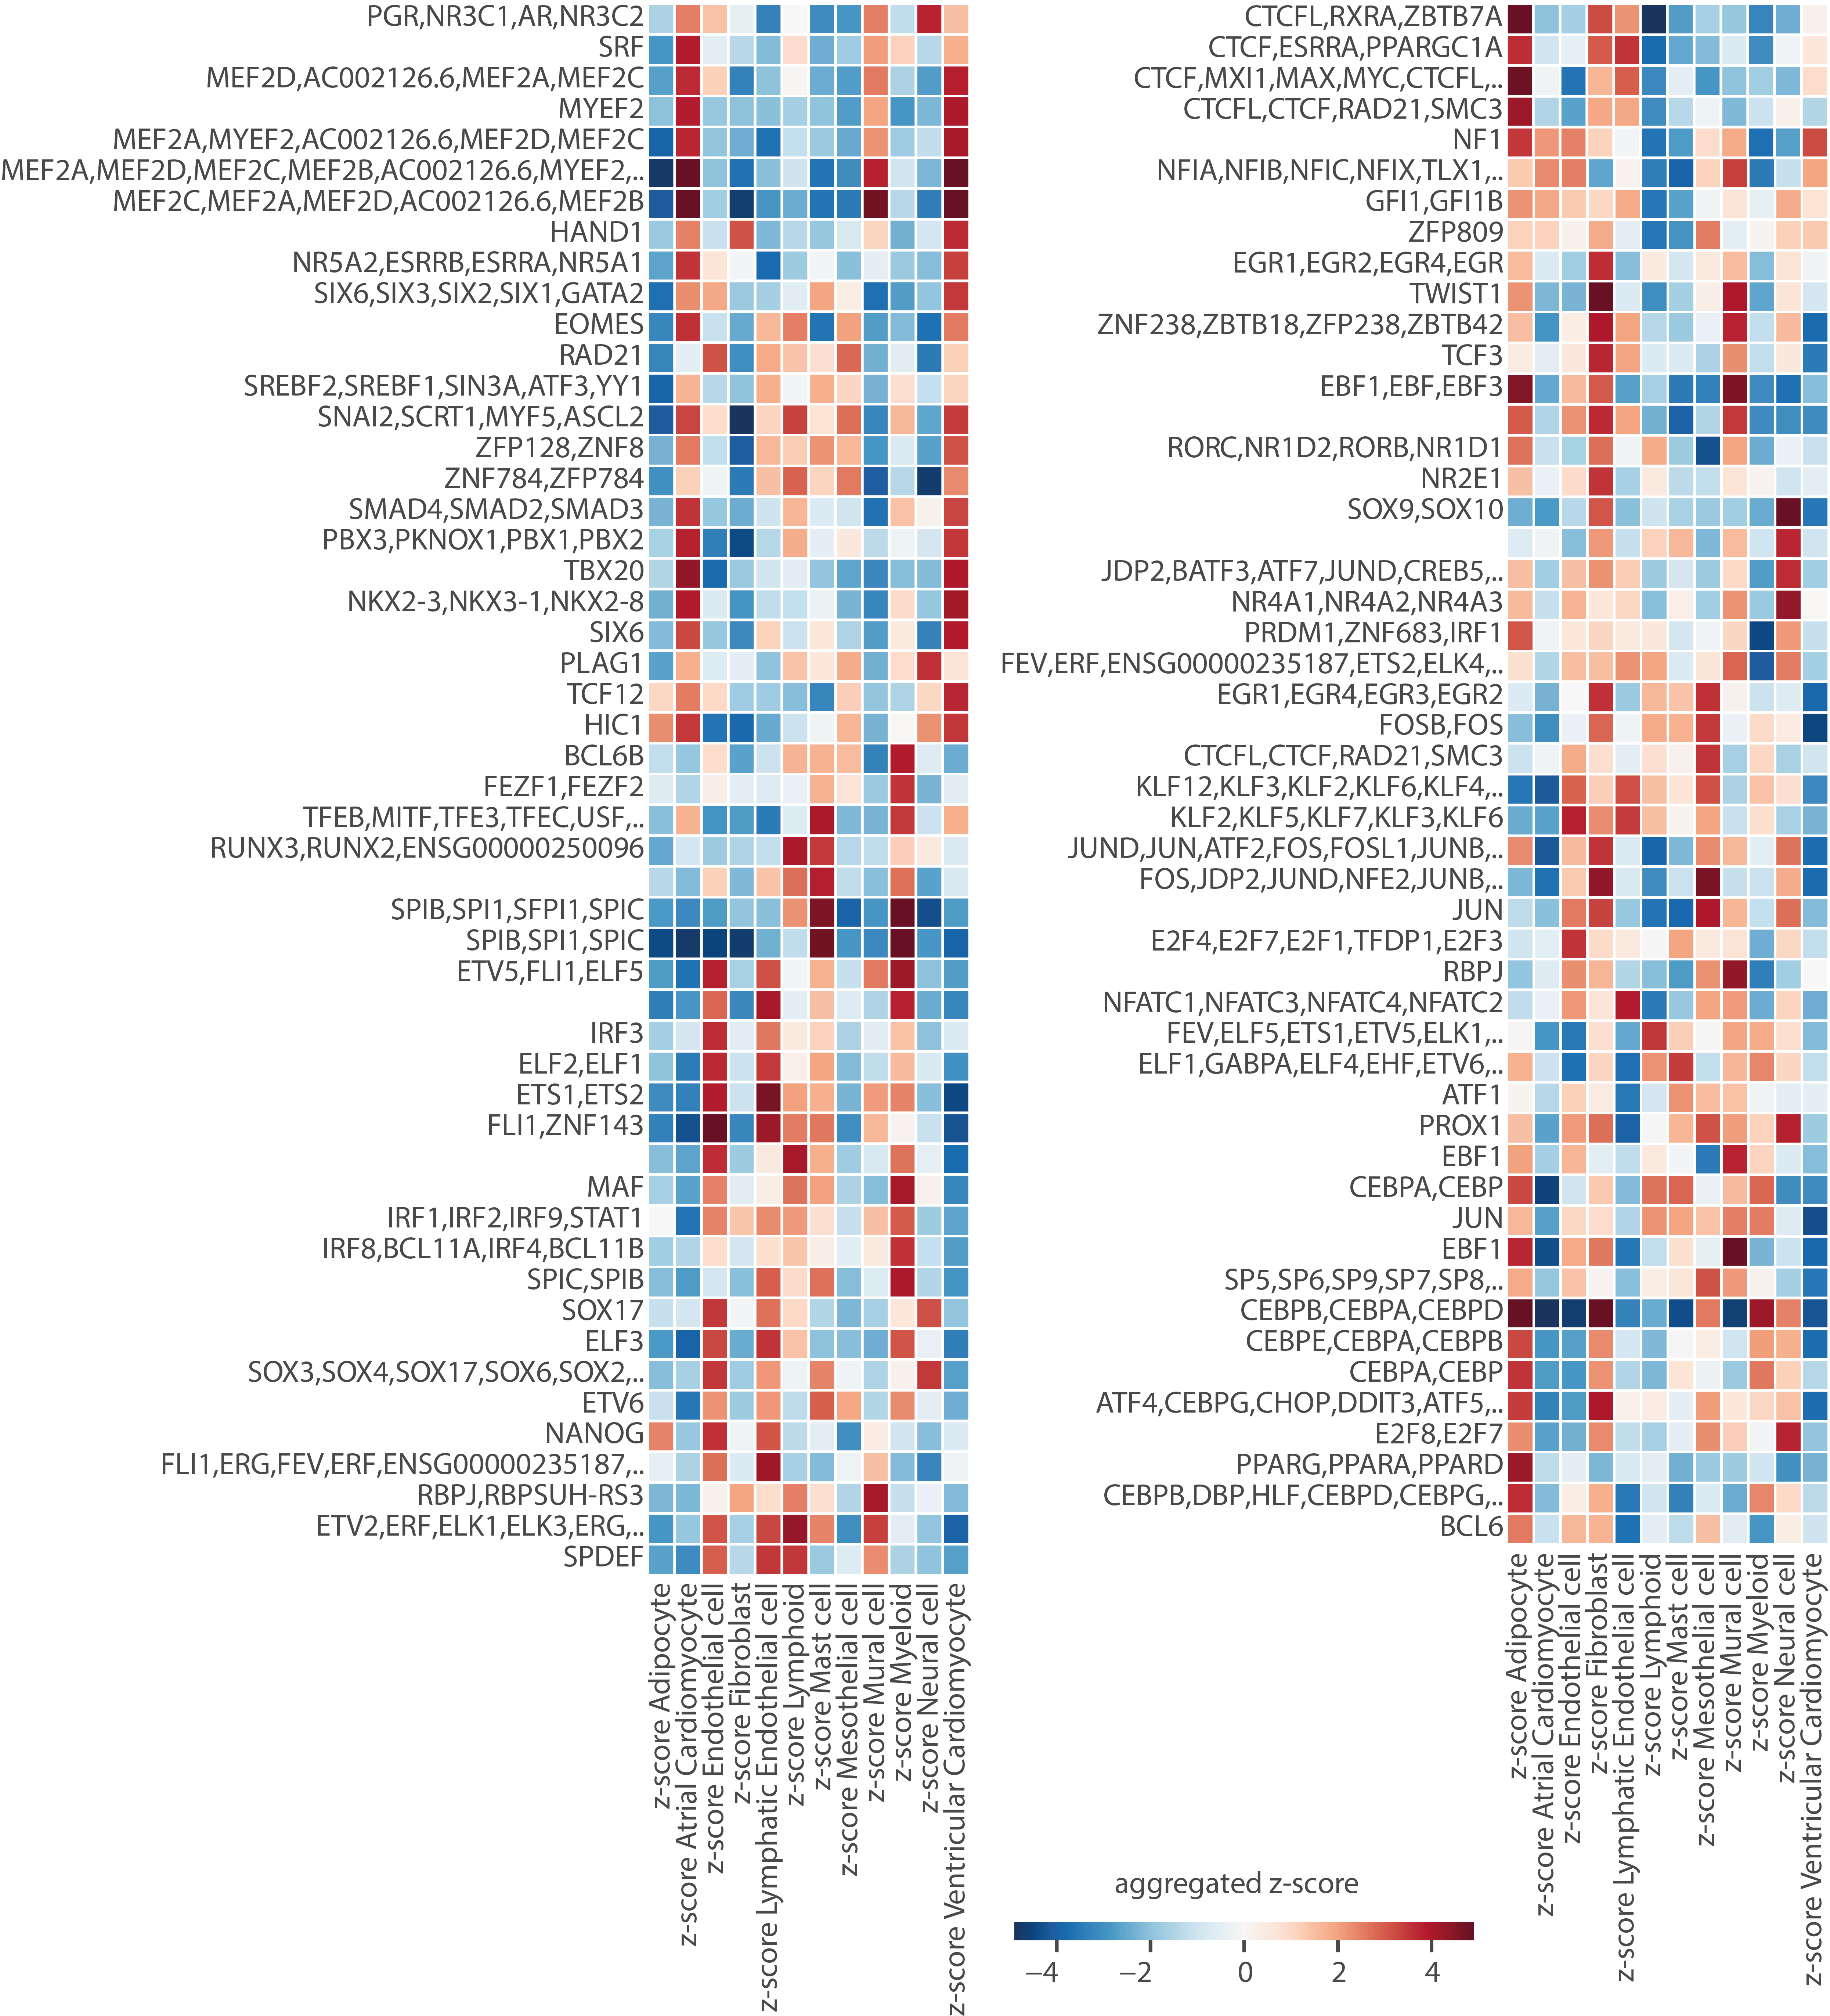 PGR,NR3C1,AR,NR3C2
SRF
MEF2D,AC002126.6,MEF2A,MEF2C
MYEF2
MEF2A,MYEF2,AC002126.6,MEF2D,MEF2C
MEF2A,MEF2D,MEF2C,MEF2B,AC002126.6,MYEF2,..
MEF2C,MEF2A,MEF2D,AC002126.6,MEF2B
HAND1
NR5A2,ESRRB,ESRRA,NR5A1
SIX6,SIX3,SIX2,SIX1,GATA2
EOMES
RAD21
SREBF2,SREBF1,SIN3A,ATF3,YY1
SNAI2,SCRT1,MYF5,ASCL2
ZFP128,ZNF8
ZNF784,ZFP784
SMAD4,SMAD2,SMAD3
PBX3,PKNOX1,PBX1,PBX2
TBX20
NKX2-3,NKX3-1,NKX2-8
SIX6
PLAG1
TCF12
HIC1
BCL6B
FEZF1,FEZF2
TFEB,MITF,TFE3,TFEC,USF,..
RUNX3,RUNX2,ENSG00000250096
SPIB,SPI1,SFPI1,SPIC
SPIB,SPI1,SPIC
ETV5,FLI1,ELF5
IRF3
ELF2,ELF1
ETS1,ETS2
FLI1,ZNF143
MAF
IRF1,IRF2,IRF9,STAT1
IRF8,BCL11A,IRF4,BCL11B
SPIC,SPIB
SOX17
ELF3
SOX3,SOX4,SOX17,SOX6,SOX2,..
ETV6
NANOG
FLI1,ERG,FEV,ERF,ENSG00000235187,..
RBPJ,RBPSUH-RS3
ETV2,ERF,ELK1,ELK3,ERG,..
SPDEF
z-score Adipocyte
z-score Atrial Cardiomyocyte
z-score Endothelial cell
z-score Fibroblast
z-score Lymphatic Endothelial cell
z-score Lymphoid
z-score Mast cell
z-score Mesothelial cell
z-score Mural cell
z-score Myeloid
z-score Neural cell
z-score Ventricular Cardiomyocyte
CTCFL,RXRA,ZBTB7A
CTCF,ESRRA,PPARGC1A
CTCF,MXI1,MAX,MYC,CTCFL,..
CTCFL,CTCF,RAD21,SMC3
NF1
NFIA,NFIB,NFIC,NFIX,TLX1,..
GFI1,GFI1B
ZFP809
EGR1,EGR2,EGR4,EGR
TWIST1
ZNF238,ZBTB18,ZFP238,ZBTB42
TCF3
EBF1,EBF,EBF3
RORC,NR1D2,RORB,NR1D1
NR2E1
SOX9,SOX10
JDP2,BATF3,ATF7,JUND,CREB5,..
NR4A1,NR4A2,NR4A3
PRDM1,ZNF683,IRF1
FEV,ERF,ENSG00000235187,ETS2,ELK4,..
EGR1,EGR4,EGR3,EGR2
FOSB,FOS
CTCFL,CTCF,RAD21,SMC3
KLF12,KLF3,KLF2,KLF6,KLF4,..
KLF2,KLF5,KLF7,KLF3,KLF6
JUND,JUN,ATF2,FOS,FOSL1,JUNB,..
FOS,JDP2,JUND,NFE2,JUNB,..
JUN
E2F4,E2F7,E2F1,TFDP1,E2F3
RBPJ
NFATC1,NFATC3,NFATC4,NFATC2
FEV,ELF5,ETS1,ETV5,ELK1,..
ELF1,GABPA,ELF4,EHF,ETV6,..
ATF1
PROX1
EBF1
CEBPA,CEBP
JUN
EBF1
SP5,SP6,SP9,SP7,SP8,..
CEBPB,CEBPA,CEBPD
CEBPE,CEBPA,CEBPB
CEBPA,CEBP
ATF4,CEBPG,CHOP,DDIT3,ATF5,..
E2F8,E2F7
PPARG,PPARA,PPARD
CEBPB,DBP,HLF,CEBPD,CEBPG,..
BCL6
z-score Adipocyte
z-score Atrial Cardiomyocyte
z-score Endothelial cell
z-score Fibroblast
z-score Lymphatic Endothelial cell
z-score Lymphoid
z-score Mast cell
z-score Mesothelial cell
z-score Mural cell
z-score Myeloid
z-score Neural cell
z-score Ventricular Cardiomyocyte
aggregated z-score
−4 −2 0 2 4